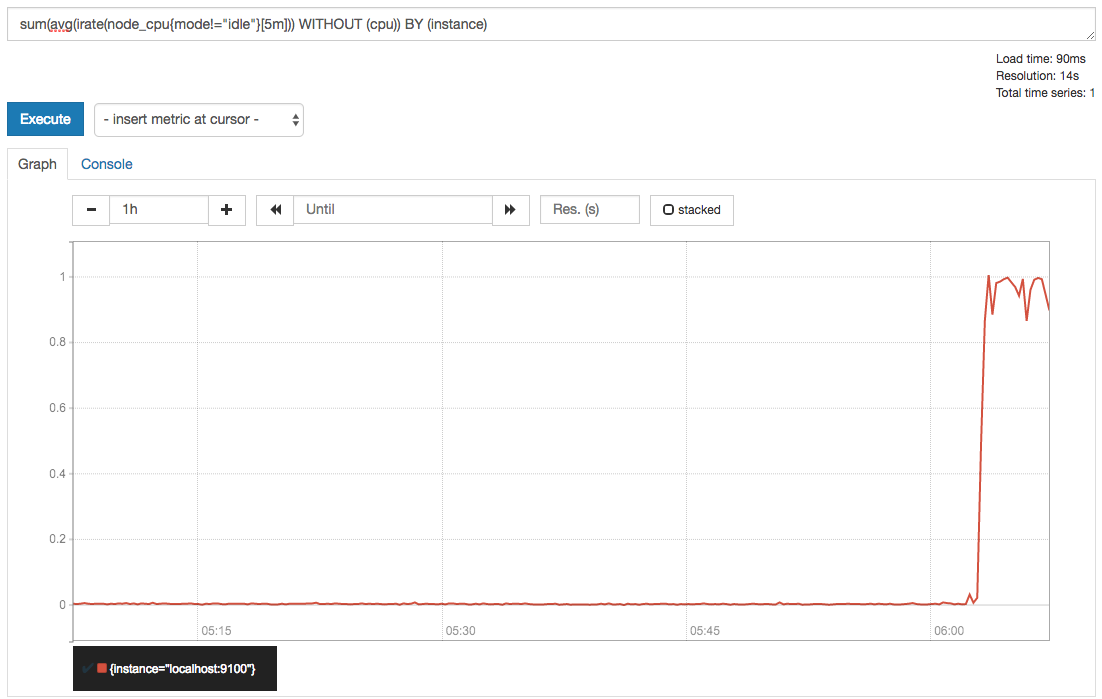 sum(avg(irate(node_cpu{mode!="idle"}[5m])) WITHOUT (cpu)) BY (instance)
Load time: 90ms
Resolution: 14s
Total time series: 1
Execute
- insert metric at cursor -
Graph
Console
1h
Until
Res. (s)
stacked
1
0.8
0.6
0.4
0.2
0
05:15
05:30
05:45
06:00
{instance="localhost:9100"}